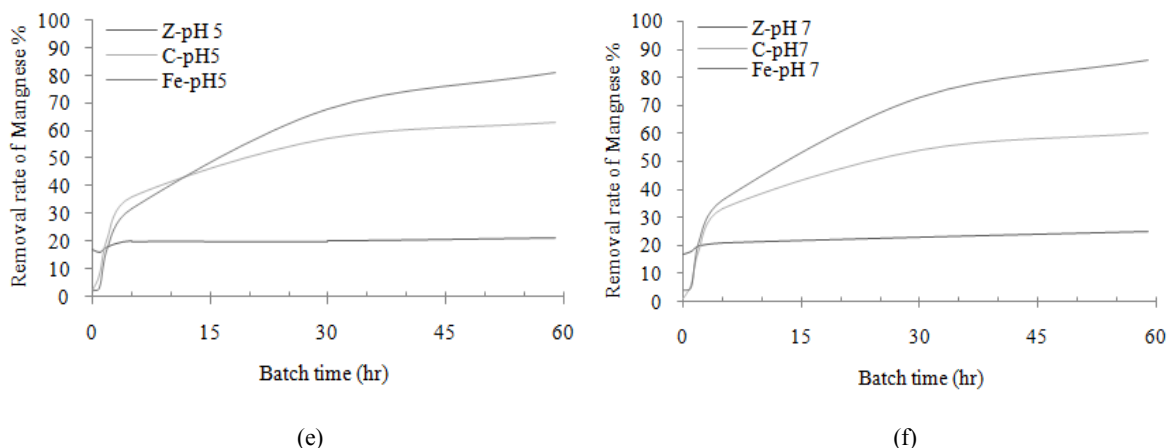 Removal rate of Mangnese %
100
90
80
70
60
50
40
30
20
10
0
Z-pH 5
C-pH5
Fe-pH5
0 15 30 45 60
Batch time (hr)
(e)
Removal rate of Mangnese %
100
90
80
70
60
50
40
30
20
10
0
Z-pH 7
C-pH7
Fe-pH 7
0 15 30 45 60
Batch time (hr)
(f)